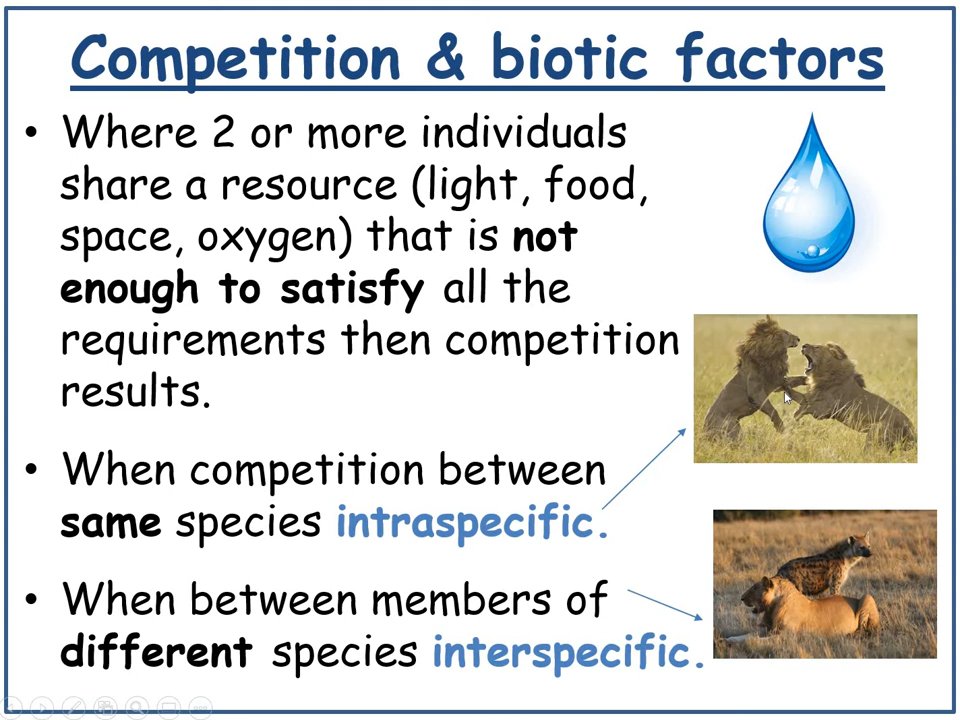 Competition & biotic factors
• Where 2 or more individuals
share a resource (light, food,
space, oxygen) that is not
enough to satisfy all the
requirements then competition
results.
• When competition between
same species intraspecific.
• When between members of
different species interspecific.